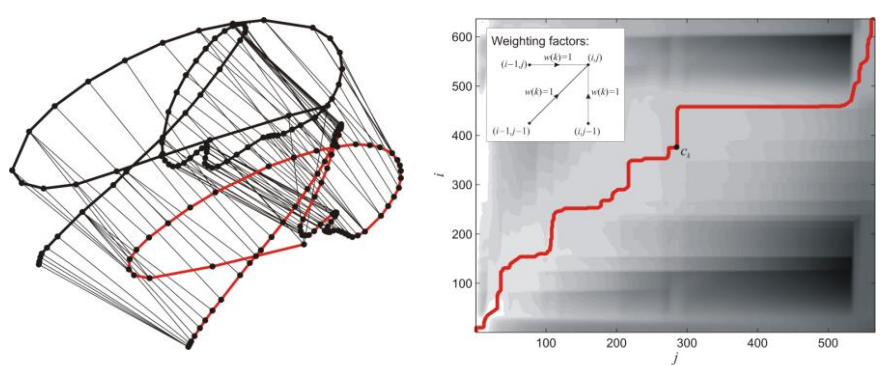 Weighting factors:
(i−1,j) w(k)=1 (i,j)
w(k)=1 w(k)=1
(i−1,j−1) (i,j−1)
c_k
600
500
400
300
200
100
i
100 200 300 400 500
j